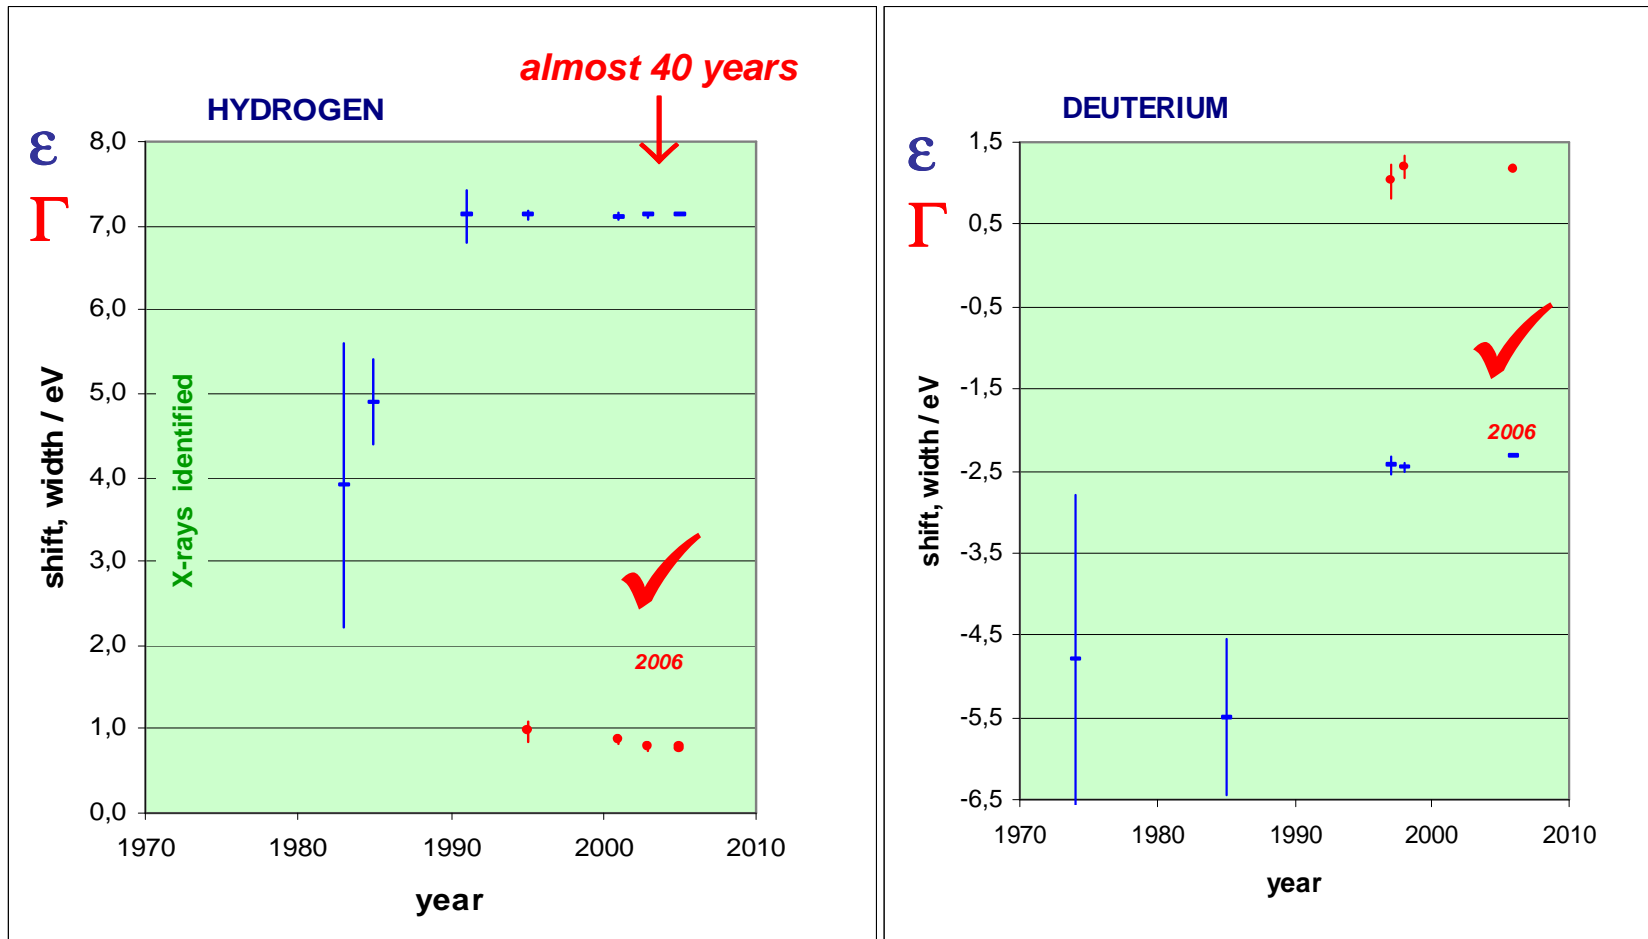 almost 40 years
HYDROGEN
ε
Γ
8,0
7,0
6,0
5,0
4,0
3,0
2,0
1,0
0,0
shift, width / eV
X-rays identified
2006
1970
1980
1990
2000
2010
year
DEUTERIUM
ε
Γ
1,5
0,5
-0,5
-1,5
-2,5
-3,5
-4,5
-5,5
-6,5
shift, width / eV
2006
1970
1980
1990
2000
2010
year